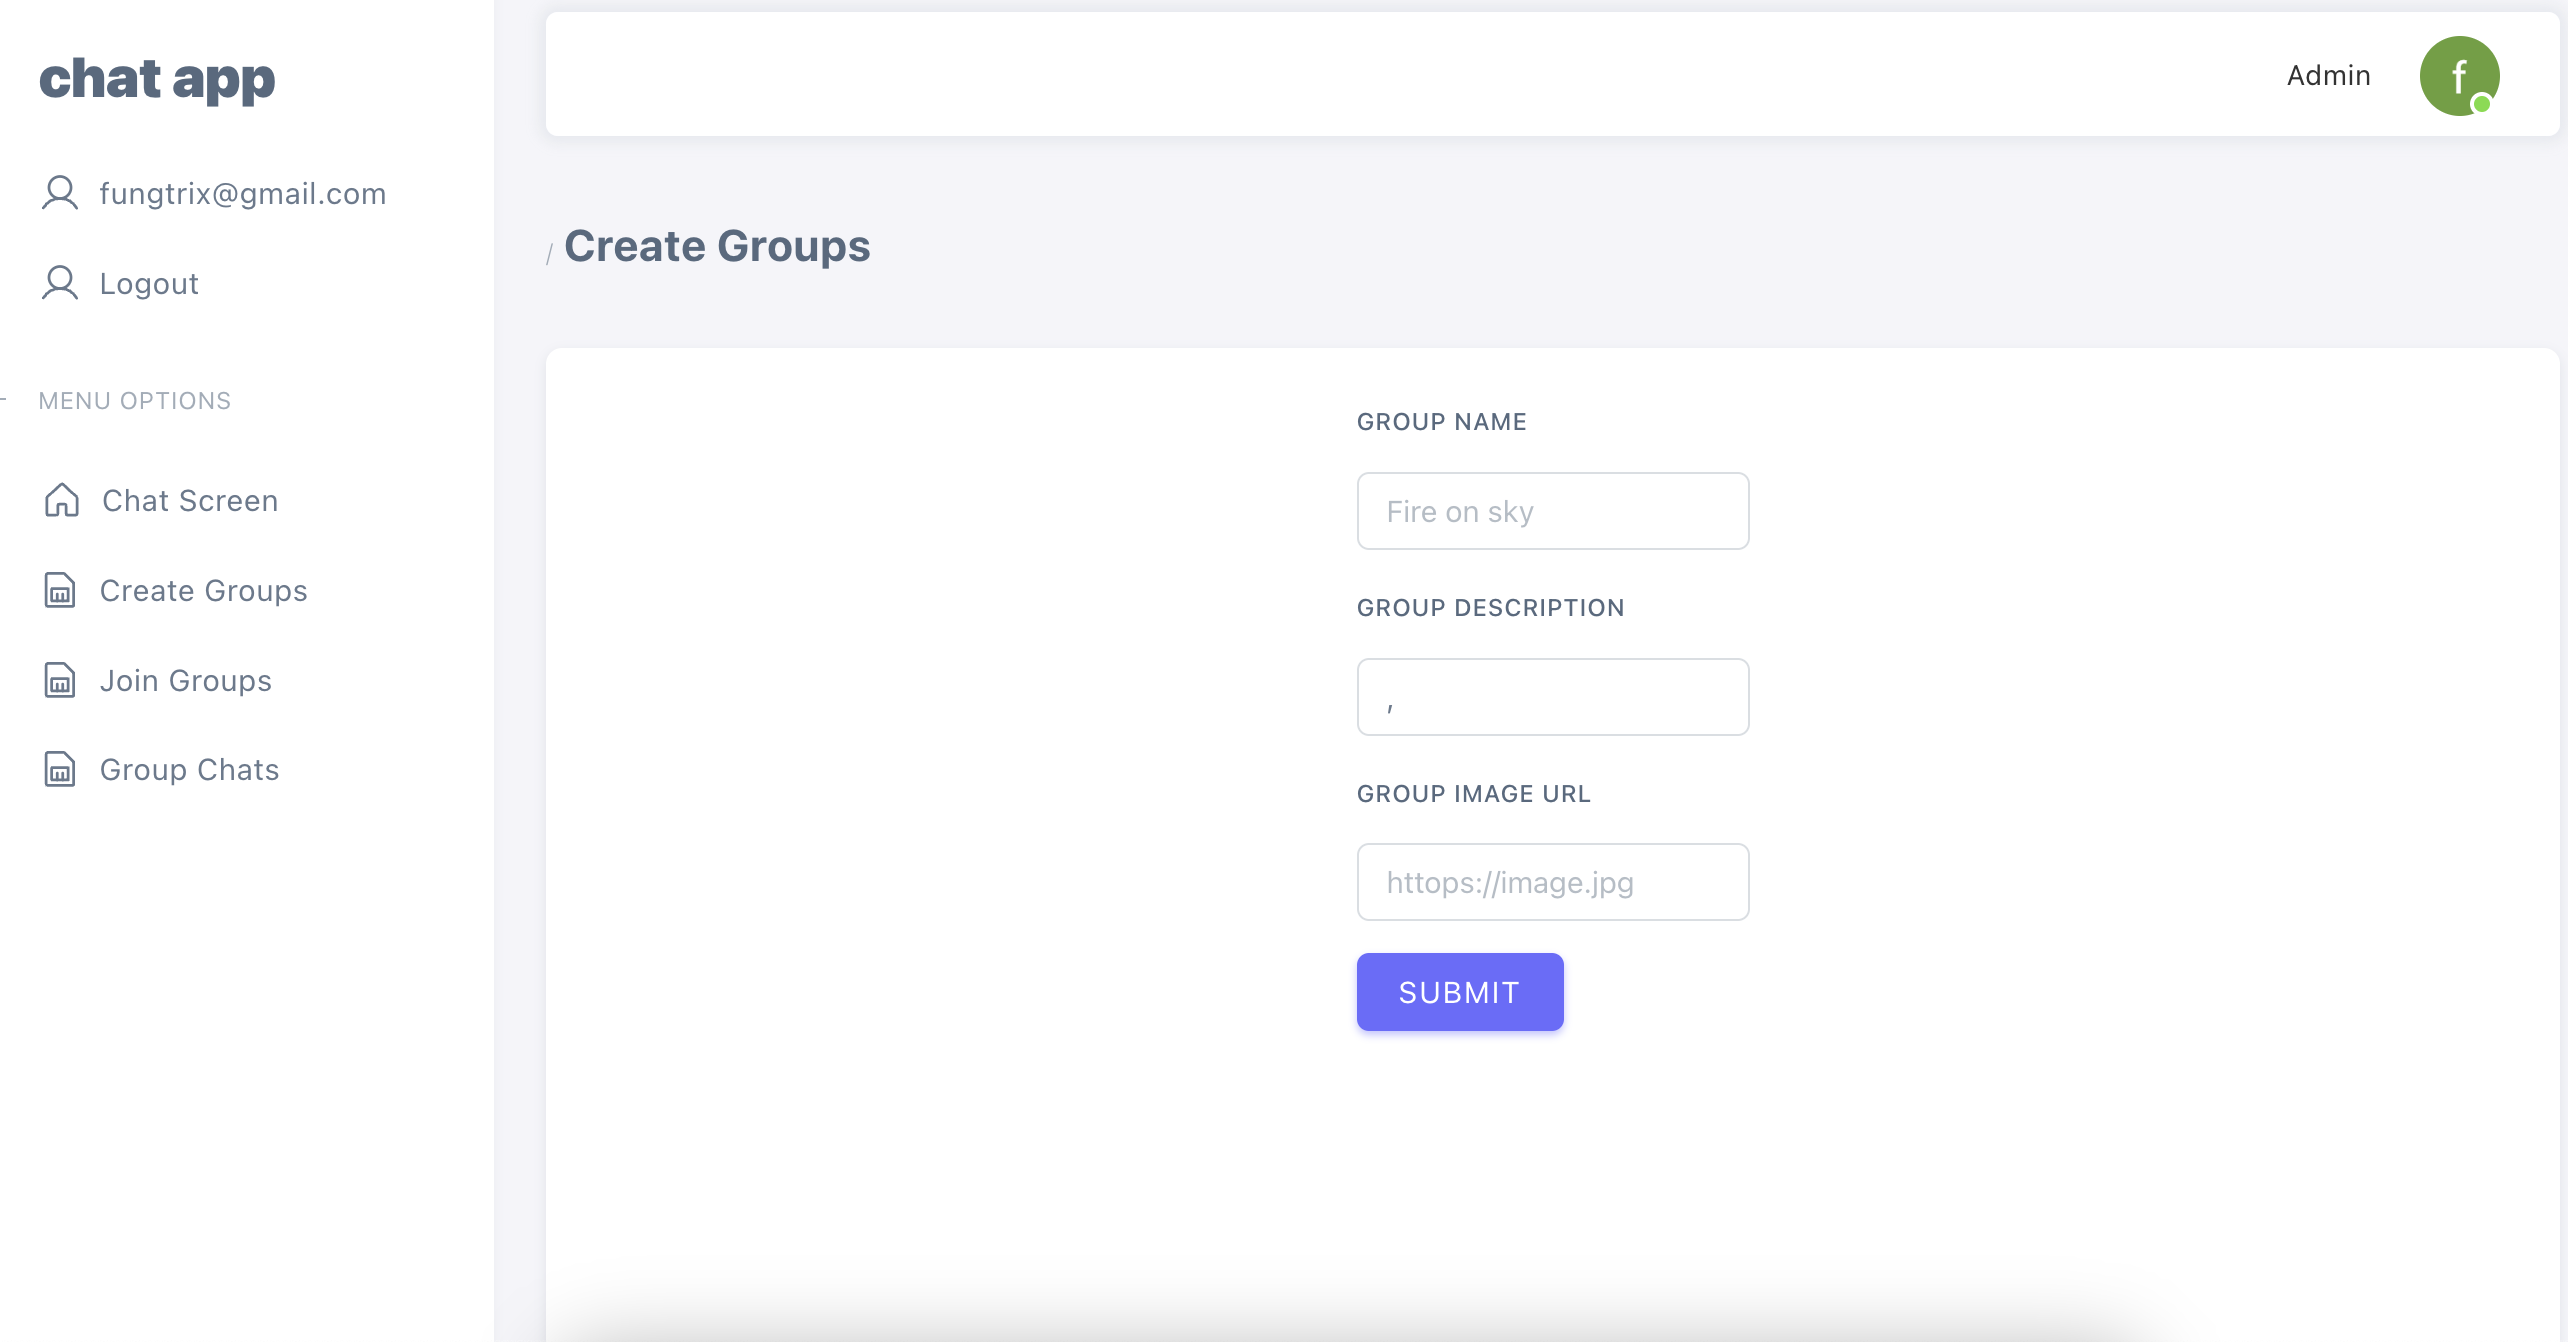 chat app
fungtrix@gmail.com
Logout
MENU OPTIONS
Chat Screen
Create Groups
Join Groups
Group Chats
Admin
f
/ Create Groups
GROUP NAME
Fire on sky
GROUP DESCRIPTION
,
GROUP IMAGE URL
httops://image.jpg
SUBMIT